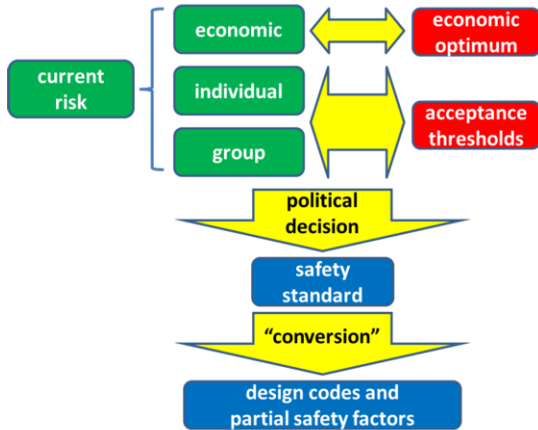 economic
economic
optimum
current
risk
individual
acceptance
thresholds
group
political
decision
safety
standard
“conversion”
design codes and
partial safety factors